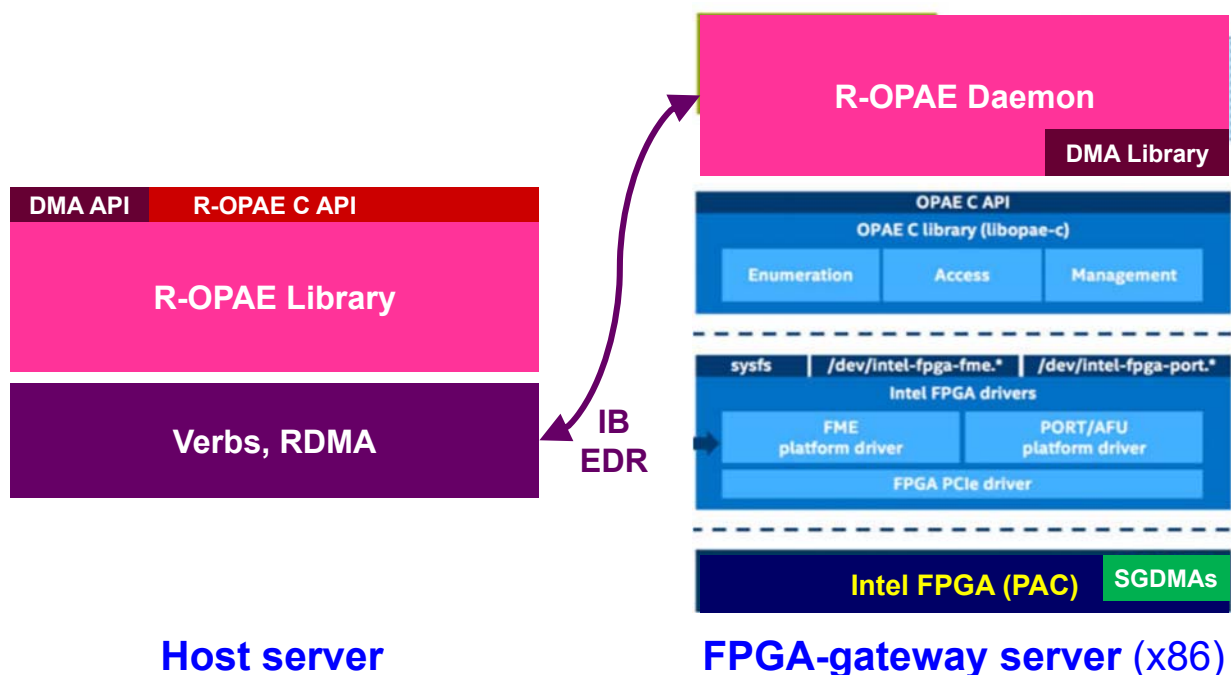 DMA API
R-OPAE C API
R-OPAE Library
Verbs, RDMA
Host server
IB
EDR
R-OPAE Daemon
DMA Library
OPAE C API
OPAE C library (libopae-c)
Enumeration
Access
Management
sysfs
/dev/intel-fpga-fme.*
/dev/intel-fpga-port.*
Intel FPGA drivers
FME
platform driver
PORT/AFU
platform driver
FPGA PCIe driver
Intel FPGA (PAC)
SGDMAs
FPGA-gateway server (x86)